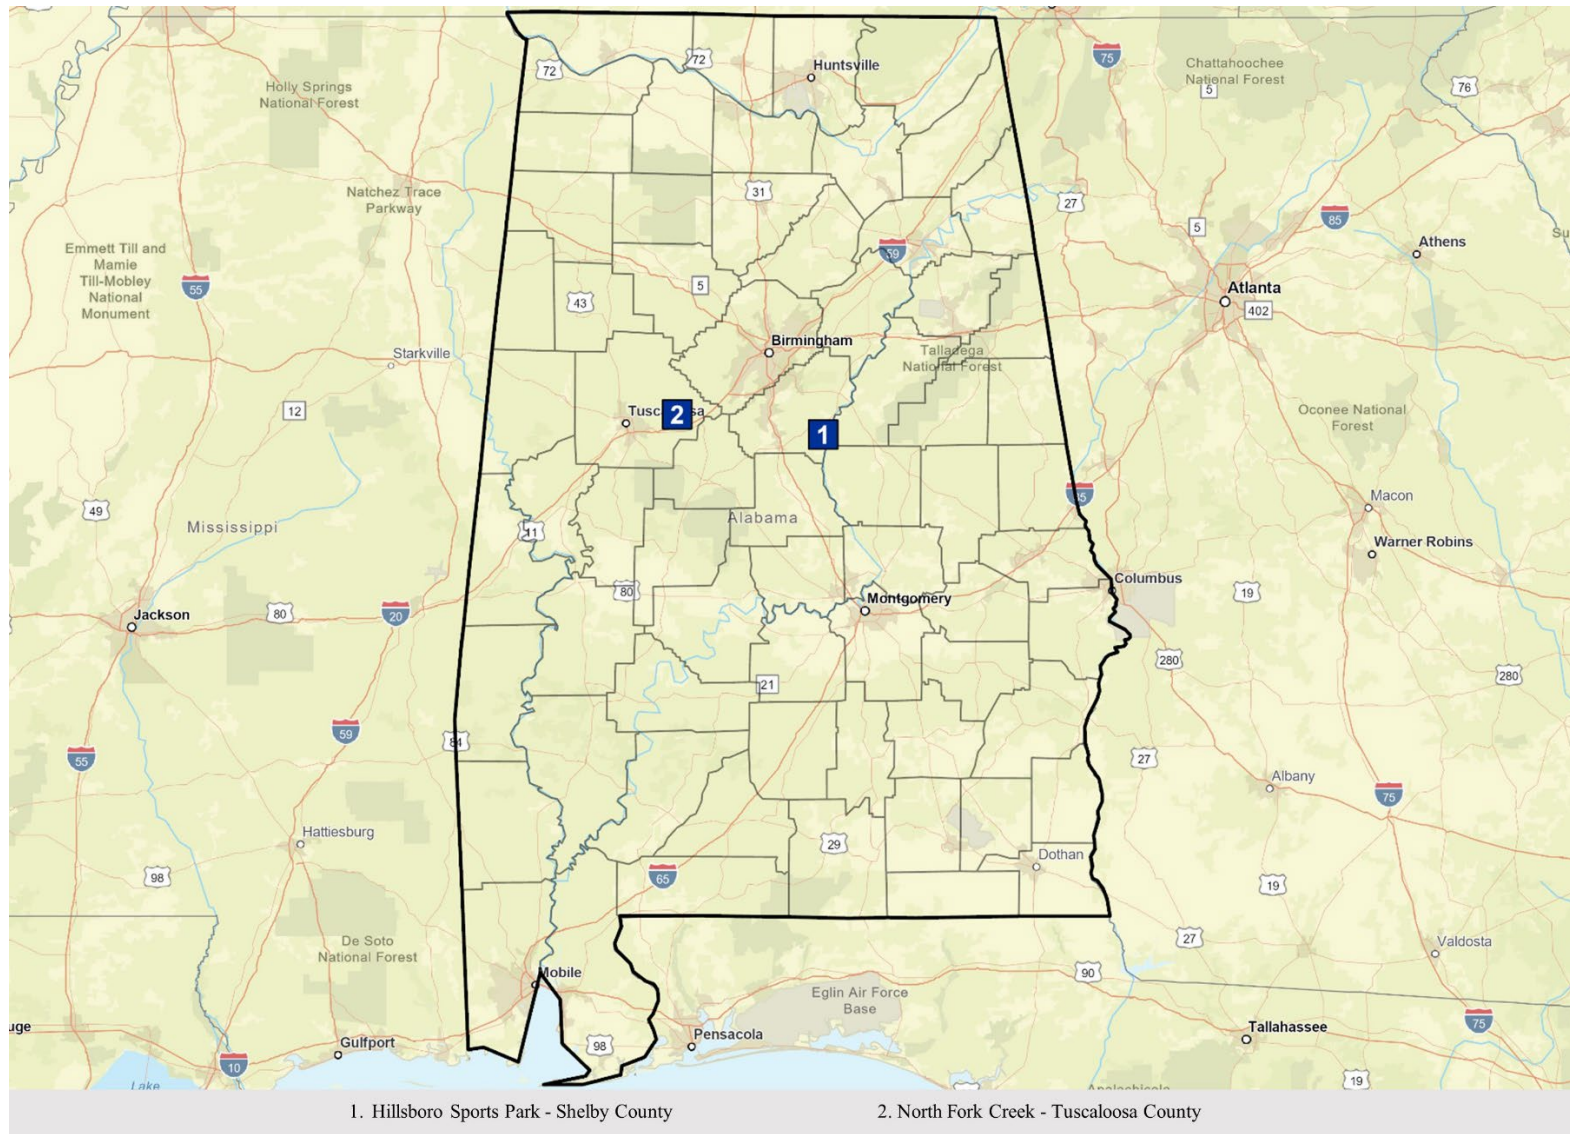 72
72
Huntsville
75
Chattahoochee
National Forest
5
76
Holly Springs
National Forest
Natchez Trace
Parkway
31
27
5
85
Athens
Emmett Till and
Mamie
Till-Mobley
National
Monument
55
59
5
43
Atlanta
402
Birmingham
Starkville
Talladega
National Forest
12
2
1
Oconee National
Forest
49
Mississippi
11
Alabama
85
Macon
Warner Robins
Columbus
80
80
20
Jackson
Montgomery
19
280
280
21
84
59
55
27
Albany
75
Hattiesburg
29
Dothan
98
65
19
De Soto
National Forest
27
Valdosta
Mobile
90
Eglin Air Force
Base
75
Tallahassee
Pensacola
98
Gulfport
10
Lake
19
1. Hillsboro Sports Park - Shelby County
2. North Fork Creek - Tuscaloosa County